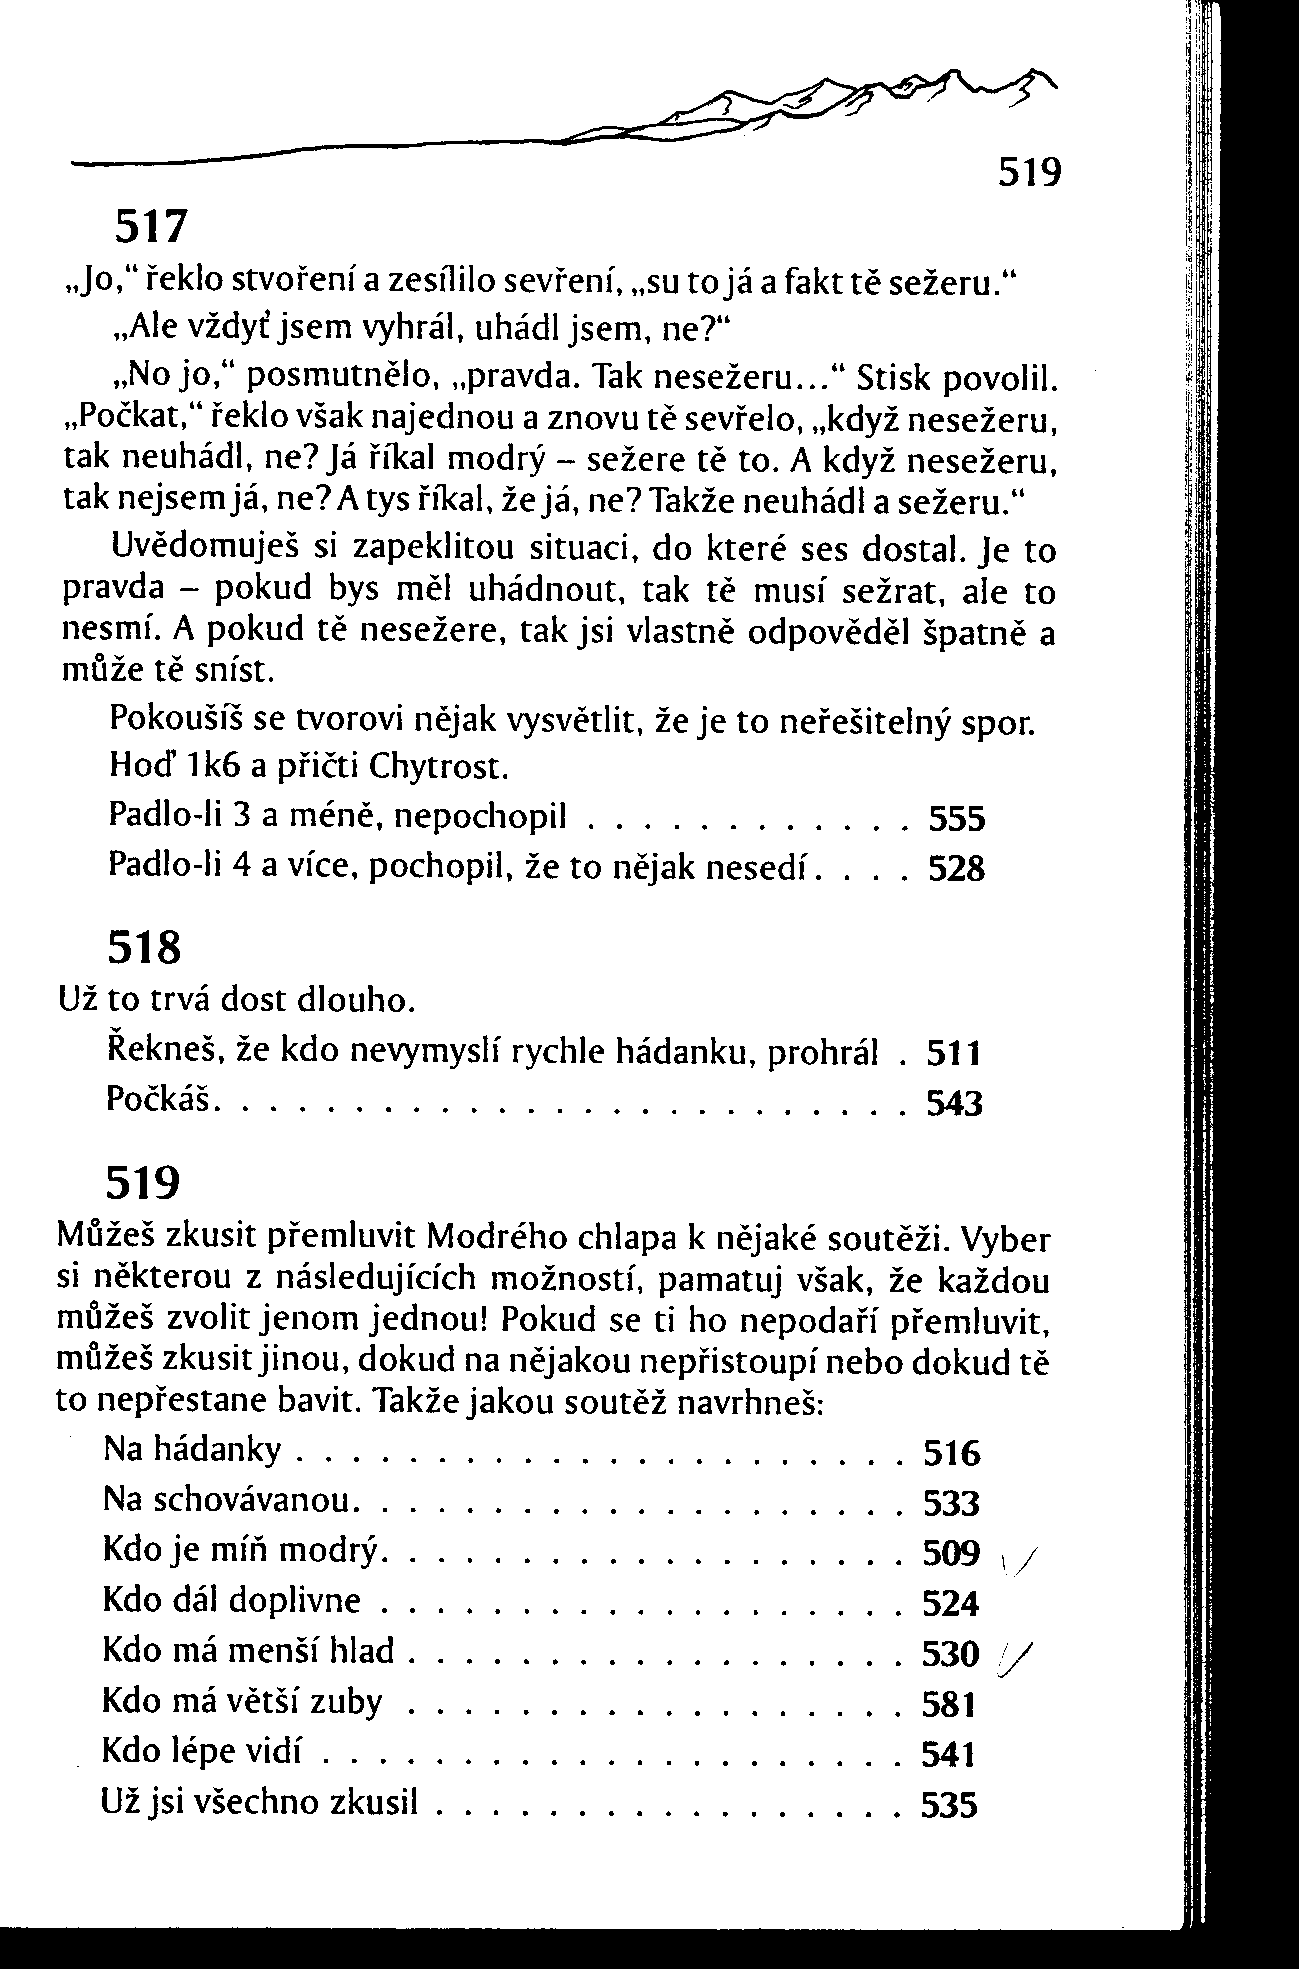 519
517
„Jo,“ řeklo stvoření a zesílilo sevření, „su to já a fakt tě sežeru.“
„Ale vždyť jsem vyhrál, uhádl jsem, ne?“
„No jo,“ posmutnělo, „pravda. Tak nesežeru...“ Stisk povolil.
„Počkat,“ řeklo však najednou a znovu tě sevřelo, „když nesežeru,
tak neuhádl, ne? Já říkal modrý – sežere tě to. A když nesežeru,
tak nejsem já, ne? A tys říkal, že já, ne? Takže neuhádl a sežeru.“
Uvědomuješ si zapeklitou situaci, do které ses dostal. Je to
pravda – pokud bys měl uhádnout, tak tě musí sežrat, ale to
nesmí. A pokud tě nesežere, tak jsi vlastně odpověděl špatně a
může tě sníst.
Pokoušíš se tvorovi nějak vysvětlit, že je to neřešitelný spor.
Hoď 1k6 a přičti Chytrost.
Padlo-li 3 a méně, nepochopil . . . . . . . . . . . . 555
Padlo-li 4 a více, pochopil, že to nějak nesedí. . . . 528
518
Už to trvá dost dlouho.
Řekneš, že kdo nevymyslí rychle hádanku, prohrál . 511
Počkáš. . . . . . . . . . . . . . . . . . . . . . . . . 543
519
Můžeš zkusit přemluvit Modrého chlapa k nějaké soutěži. Vyber
si některou z následujících možností, pamatuj však, že každou
můžeš zvolit jenom jednou! Pokud se ti ho nepodaří přemluvit,
můžeš zkusit jinou, dokud na nějakou nepřistoupí nebo dokud tě
to nepřestane bavit. Takže jakou soutěž navrhneš:
Na hádanky . . . . . . . . . . . . . . . . . . . . . . 516
Na schovávanou. . . . . . . . . . . . . . . . . . . . 533
Kdo je míň modrý. . . . . . . . . . . . . . . . . . . 509
Kdo dál doplivne . . . . . . . . . . . . . . . . . . . 524
Kdo má menší hlad . . . . . . . . . . . . . . . . . . 530
Kdo má větší zuby . . . . . . . . . . . . . . . . . . 581
Kdo lépe vidí . . . . . . . . . . . . . . . . . . . . . 541
Už jsi všechno zkusil . . . . . . . . . . . . . . . . . 535